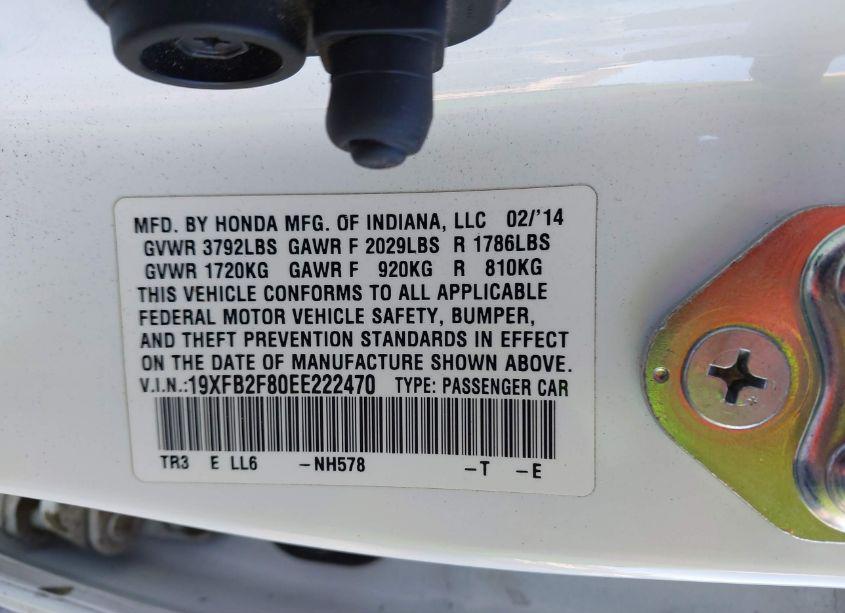 MFD. BY HONDA MFG. OF INDIANA, LLC 02/'14
GVWR 3792LBS GAWR F 2029LBS R 1786LBS
GVWR 1720KG GAWR F 920KG R 810KG
THIS VEHICLE CONFORMS TO ALL APPLICABLE
FEDERAL MOTOR VEHICLE SAFETY, BUMPER,
AND THEFT PREVENTION STANDARDS IN EFFECT
ON THE DATE OF MANUFACTURE SHOWN ABOVE.
V.I.N.:19XFB2F80EE222470 TYPE: PASSENGER CAR
TR3 E LL6 -NH578 -T -E